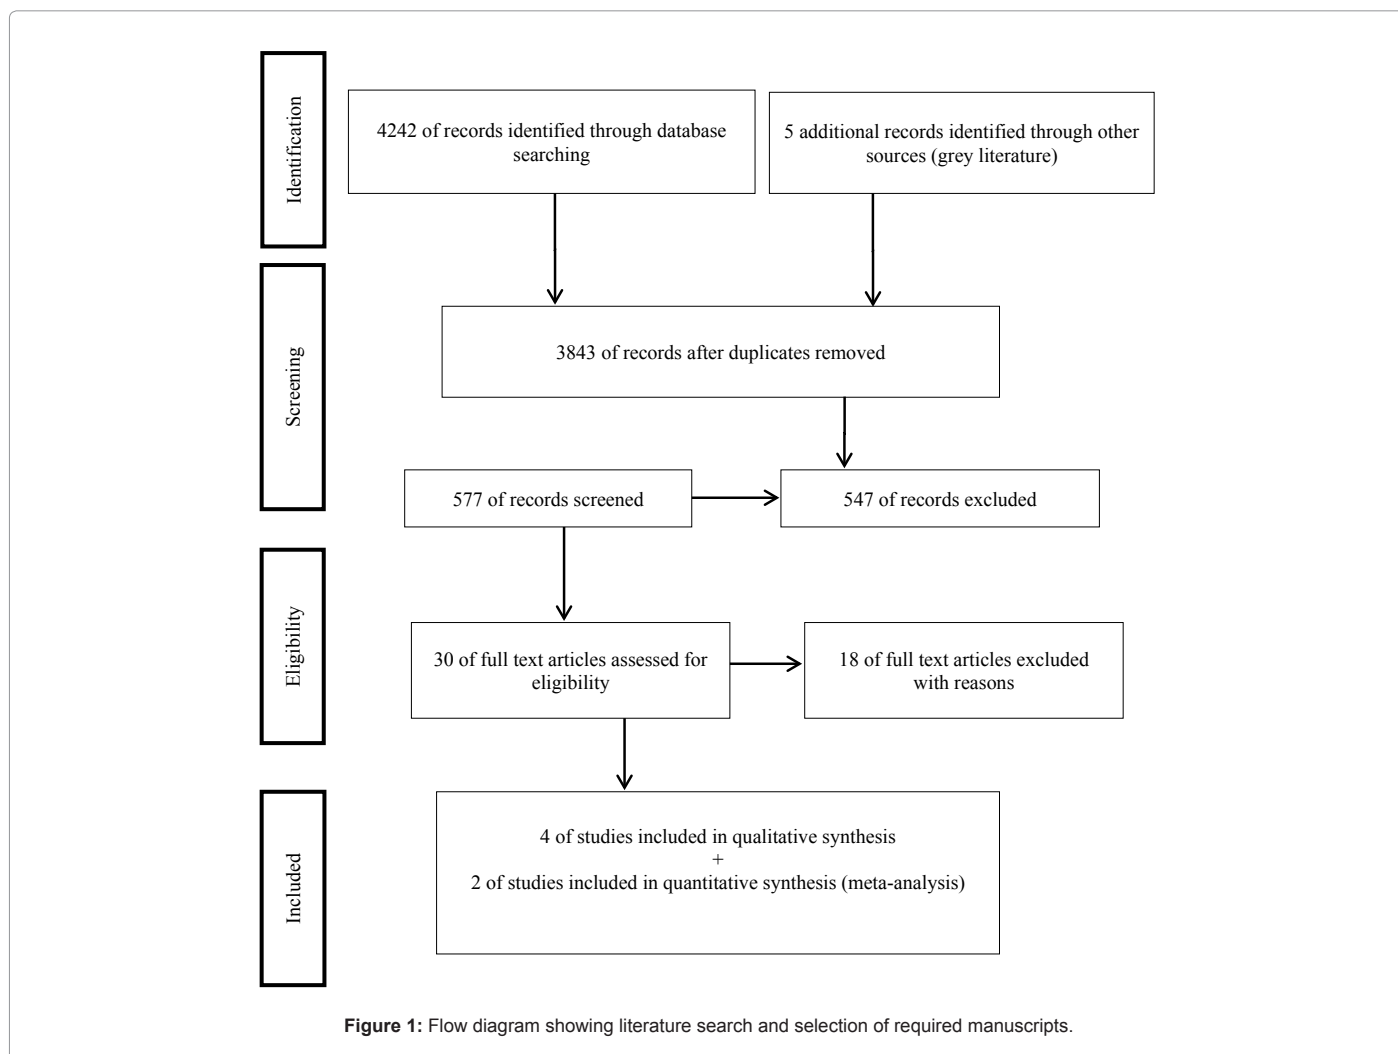 Identification
4242 of records identified through database
searching
5 additional records identified through other
sources (grey literature)
Screening
3843 of records after duplicates removed
577 of records screened
547 of records excluded
Eligibility
30 of full text articles assessed for
eligibility
18 of full text articles excluded
with reasons
Included
4 of studies included in qualitative synthesis
+
2 of studies included in quantitative synthesis (meta-analysis)
Figure 1: Flow diagram showing literature search and selection of required manuscripts.